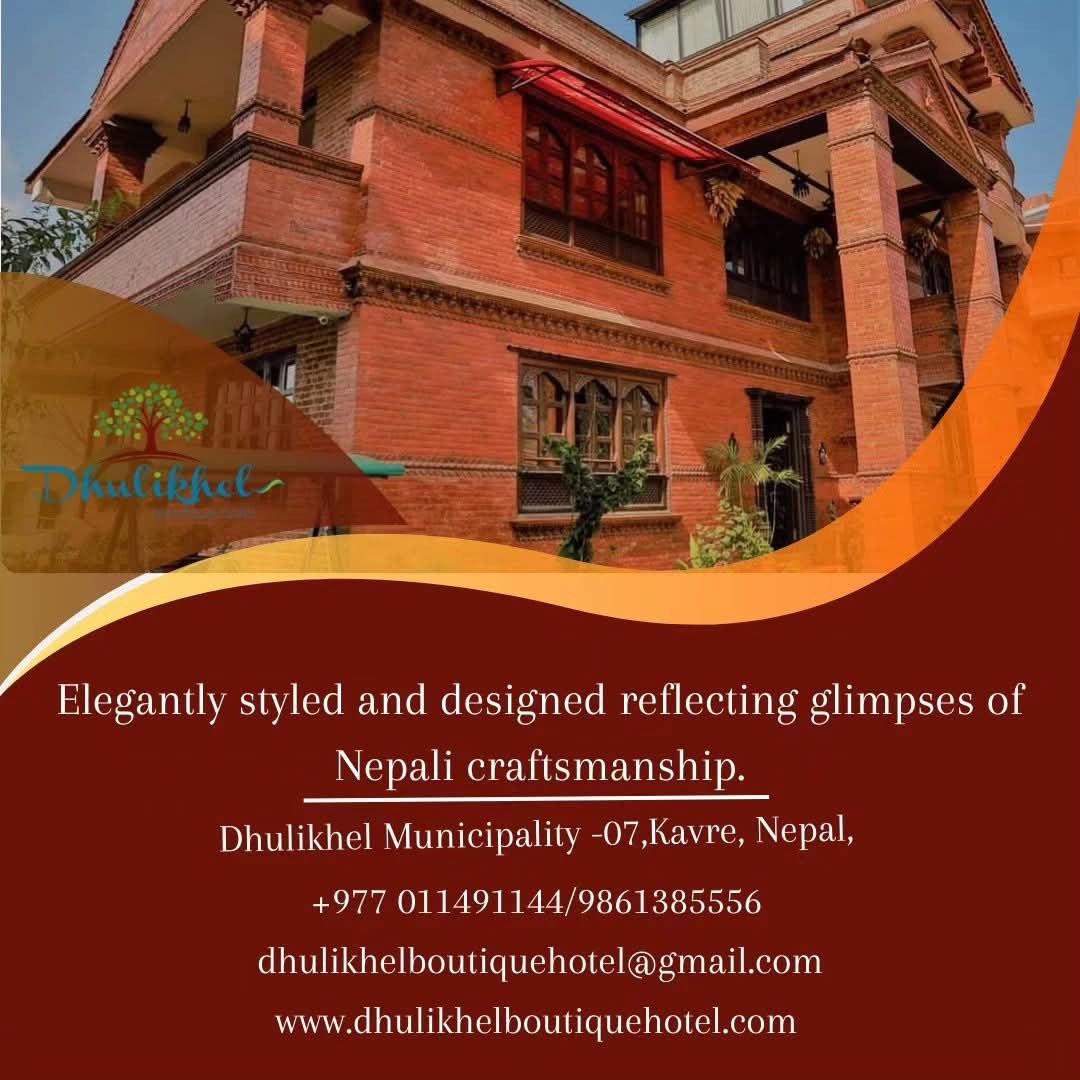 Dhulikhel
Elegantly styled and designed reflecting glimpses of
Nepali craftsmanship.
Dhulikhel Municipality -07,Kavre, Nepal,
+977 011491144/9861385556
dhulikhelboutiquehotel@gmail.com
www.dhulikhelboutiquehotel.com